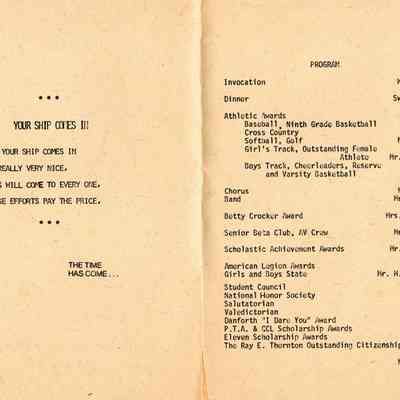 * * *
YOUR SHIP COMES IN
YOUR SHIP COMES IN
REALLY VERY NICE,
WILL COME TO EVERY ONE,
EFFORTS PAY THE PRICE,
* * *
THE TIME
HAS COME...
PROGRAM
Invocation
Dinner
Athletic Awards
Baseball, Ninth Grade Basketball
Cross Country
Softball, Golf
Girl's Track, Outstanding Female
Athlete Mr.
Boys Track, Cheerleaders, Reserve
and Varsity Basketball
Chorus
Band
Betty Crocker Award Mrs.
Senior Beta Club, AV Crew
Scholastic Achievement Awards Mr.
American Legion Awards
Girls and Boys State Mr. H.
Student Council
National Honor Society
Salutatorian
Valedictorian
Danforth "I Dare You" Award
P.T.A. & CCL Scholarship Awards
Eleven Scholarship Awards
The Ray E. Thornton Outstanding Citizenship